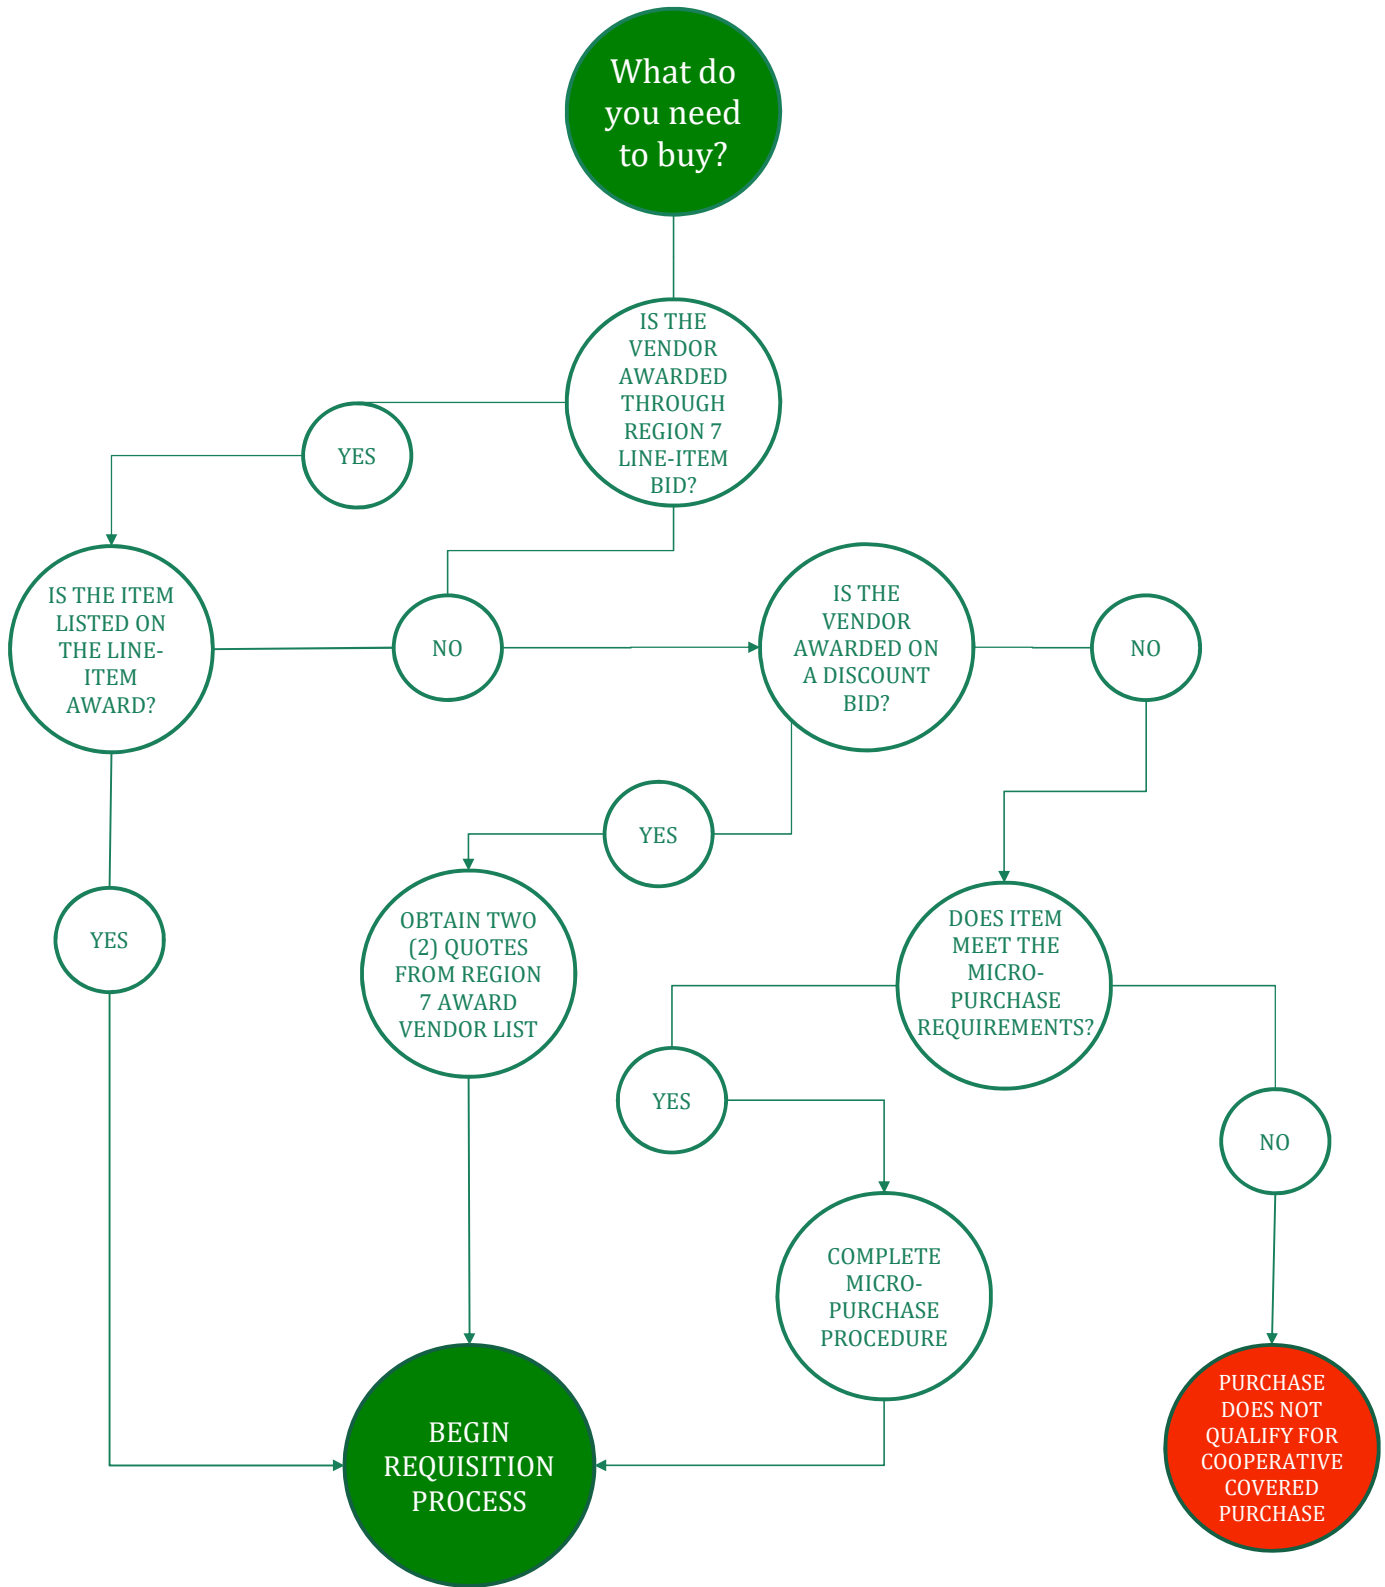 What do
you need
to buy?
IS THE
VENDOR
AWARDED
THROUGH
REGION 7
LINE-ITEM
BID?
YES
IS THE ITEM
LISTED ON
THE LINE-
ITEM
AWARD?
NO
IS THE
VENDOR
AWARDED ON
A DISCOUNT
BID?
NO
YES
YES
OBTAIN TWO
(2) QUOTES
FROM REGION
7 AWARD
VENDOR LIST
DOES ITEM
MEET THE
MICRO-
PURCHASE
REQUIREMENTS?
YES
NO
COMPLETE
MICRO-
PURCHASE
PROCEDURE
BEGIN
REQUISITION
PROCESS
PURCHASE
DOES NOT
QUALIFY FOR
COOPERATIVE
COVERED
PURCHASE